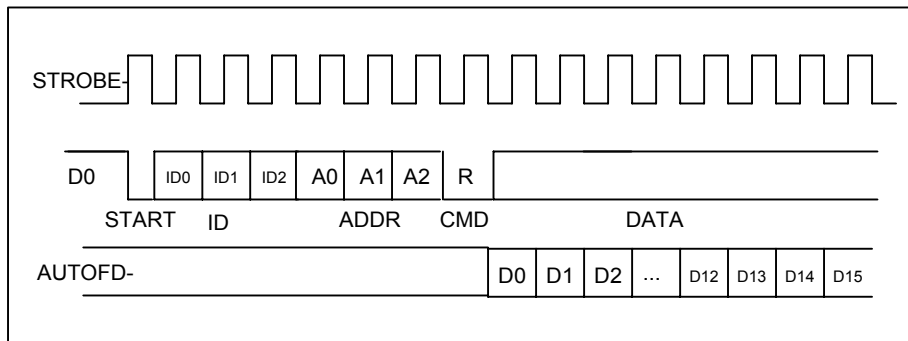 STROBE-
D0 ID0 ID1 ID2 A0 A1 A2 R
START ID ADDR CMD DATA
AUTOFD- D0 D1 D2 ... D12 D13 D14 D15